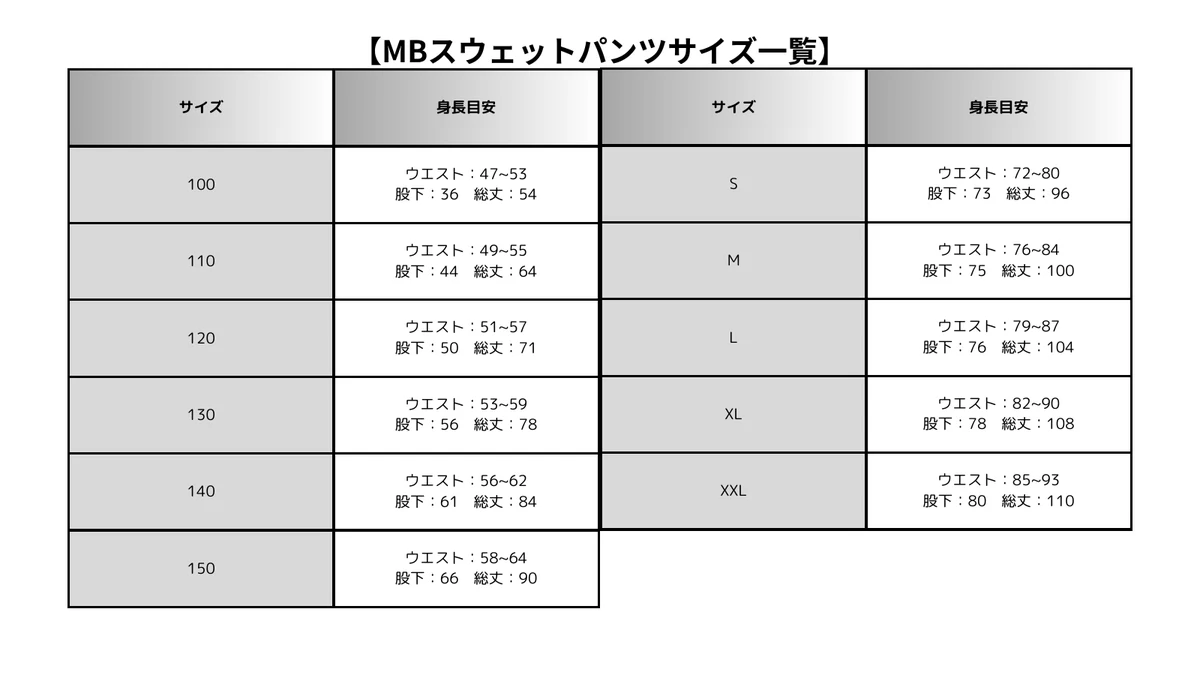 【MBスウェットパンツサイズ一覧】
サイズ
身長目安
100
ウエスト：47~53
股下：36　総丈：54
110
ウエスト：49~55
股下：44　総丈：64
120
ウエスト：51~57
股下：50　総丈：71
130
ウエスト：53~59
股下：56　総丈：78
140
ウエスト：56~62
股下：61　総丈：84
150
ウエスト：58~64
股下：66　総丈：90
サイズ
身長目安
S
ウエスト：72~80
股下：73　総丈：96
M
ウエスト：76~84
股下：75　総丈：100
L
ウエスト：79~87
股下：76　総丈：104
XL
ウエスト：82~90
股下：78　総丈：108
XXL
ウエスト：85~93
股下：80　総丈：110